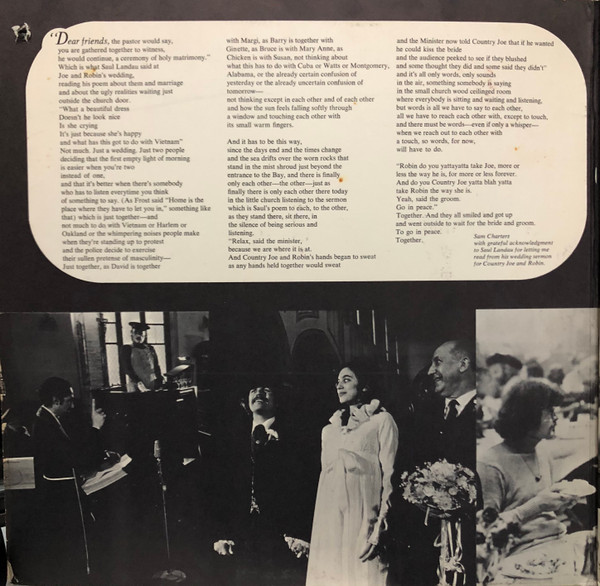 "Dear friends, the pastor would say,
you are gathered together to witness,
he would continue, a ceremony of holy matrimony."
Which is what Saul Landau said at
Joe and Robin's wedding,
reading his poem about them and marriage
and about the ugly realities waiting just
outside the church door.
"What a beautiful dress
Doesn't he look nice
Is she crying
It's just because she's happy
and what has this got to do with Vietnam"
Not much. Just a wedding. Just two people
deciding that the first empty light of morning
is easier when you're two
instead of one,
and that it's better when there's somebody
who has to listen everytime you think
of something to say. (As Frost said "Home is the
place where they have to let you is," something like
that) which is just together—and
not much to do with Vietnam or Harlem or
Oakland or the whimpering noises people make
when they're standing up to protest
and the police decide to exercise
their sullen pretense of masculinity—
Just together, as David is together
with Margi, as Barry is together with
Ginette, as Bruce is with Mary Anne, as
Chicken is with Susan, not thinking about
what this has to do with Cuba or Watts or Montgomery,
Alabama, or the already certain confusion of
yesterday or the already uncertain confusion of
tomorrow—
not thinking except in each other and of each other
and how the sun feels falling softly through
a window and touching each other with
its small warm fingers.
And it has to be this way,
since the days end and the times change
and the sea drifts over the worn rocks that
stand in the mist shroud just beyond the
entrance to the Bay, and there is finally
only each other—the other—just as
finally there is only each other there today
in the little church listening to the sermon
which is Saul's poem to each, to the other,
as they stand there, sit there, in
the silence of being serious and
listening.
"Relax, said the minister,
because we are where it is at.
And Country Joe and Robin's hands began to sweat
as any hands held together would sweat
and the Minister now told Country Joe that if he wanted
he could kiss the bride
and the audience peeked to see if they blushed
and some thought they did and some said they didn't"
and it's all only words, only sounds
in the air, something somebody is saying
in the small church wood ceilinged room
where everybody is sitting and waiting and listening,
but words is all we have to say to each other,
all we have to reach each other with, except to touch,
and there must be words—even if only a whisper—
when we reach out to each other with
a touch, so words, for now,
will have to do.
"Robin do you yattayatta take Joe, more or
less the way he is, for more or less forever.
And do you Country Joe yatta blah yatta
take Robin the way she is.
Yeah, said the groom.
Go in peace."
Together. And they all smiled and got up
and went outside to wait for the bride and groom.
To go in peace.
Together.
Sam Charters
with grateful acknowledgment
to Saul Landau for letting me
read from his wedding sermon
for Country Joe and Robin.